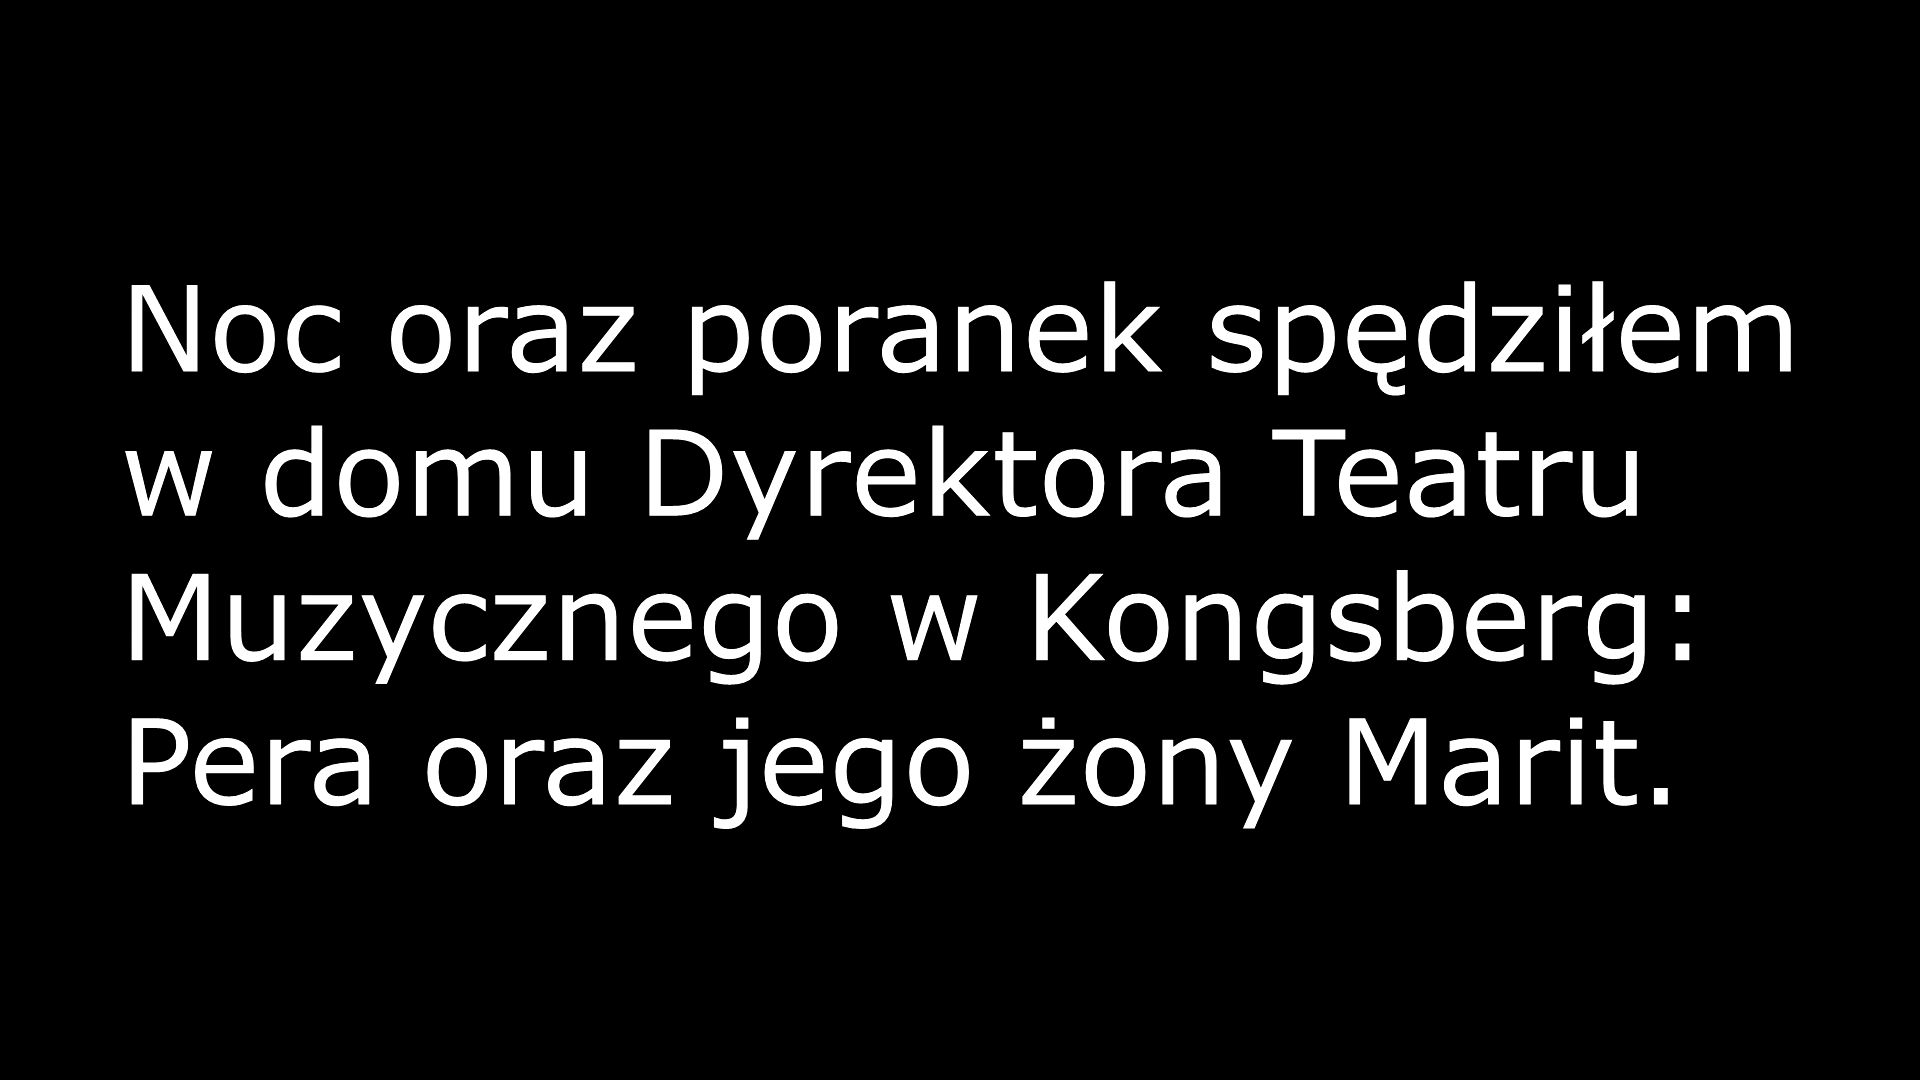 Noc oraz poranek spędziłem
w domu Dyrektora Teatru
Muzycznego w Kongsberg:
Pera oraz jego żony Marit.